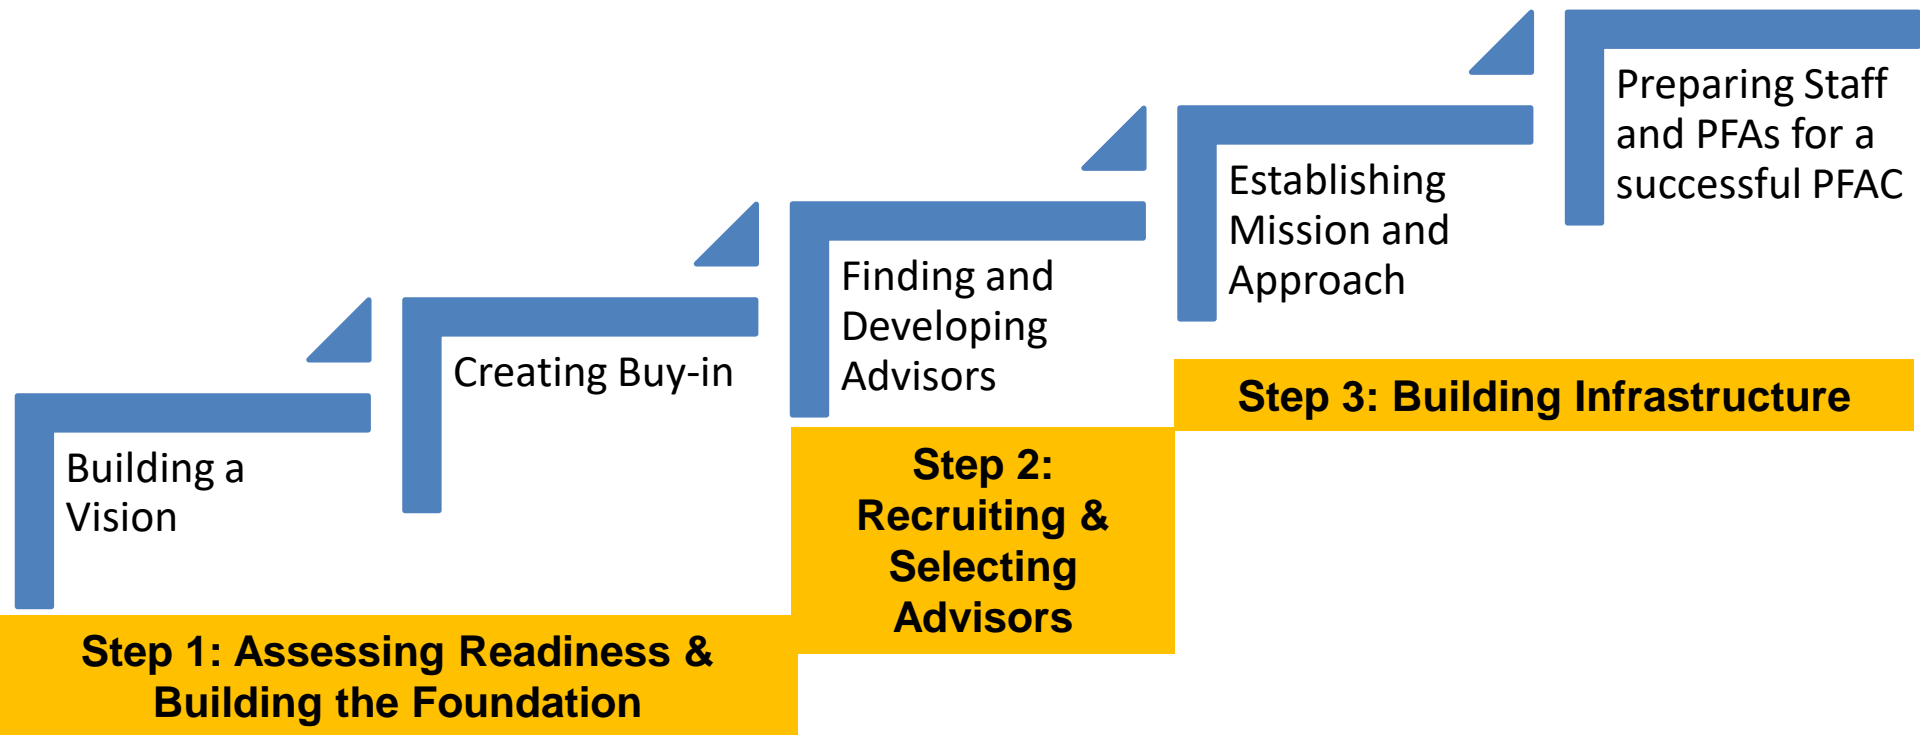 Building a
Vision
Creating Buy-in
Finding and
Developing
Advisors
Establishing
Mission and
Approach
Preparing Staff
and PFAs for a
successful PFAC
Step 1: Assessing Readiness &
Building the Foundation
Step 2:
Recruiting &
Selecting
Advisors
Step 3: Building Infrastructure